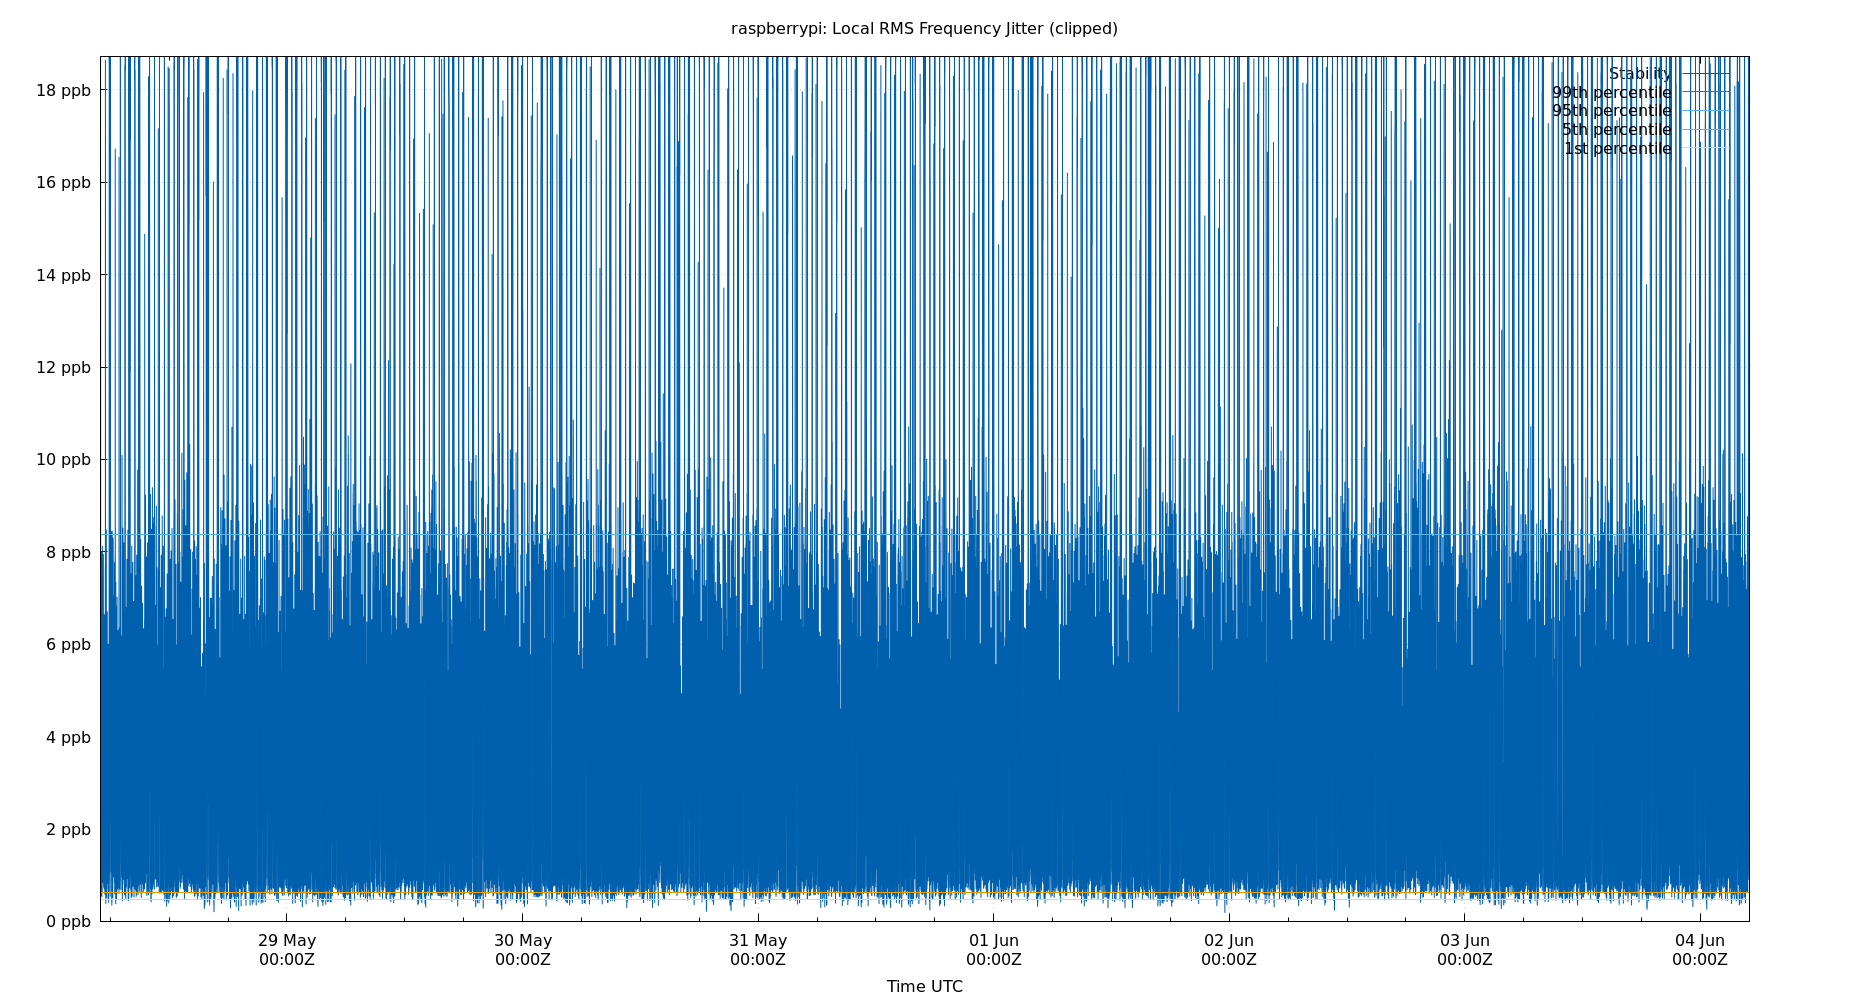 raspberrypi: Local RMS Frequency Jitter (clipped)
18 ppb
16 ppb
14 ppb
12 ppb
10 ppb
8 ppb
6 ppb
4 ppb
2 ppb
0 ppb
Stability
99th percentile
95th percentile
5th percentile
1st percentile
29 May
00:00Z
30 May
00:00Z
31 May
00:00Z
01 Jun
00:00Z
02 Jun
00:00Z
03 Jun
00:00Z
04 Jun
00:00Z
Time UTC